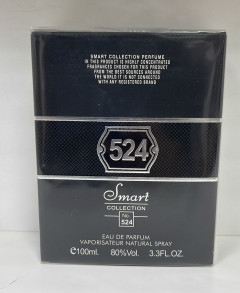 SMART COLLECTION PERFUME
IN THIS PRODUCT IS HIGHLY CONCENTRATED
FRAGRANCES CHOSEN FOR THIS PRODUCT
FROM THE BEST SOURCES AROUND
THE WORLD IT IS NOT CONNECTED
WITH ANY REGISTERED BRAND
524
Smart
COLLECTION
No.
524
EAU DE PARFUM
VAPORISATEUR NATURAL SPRAY
℮100ml. 80%Vol. 3.3FL.OZ.